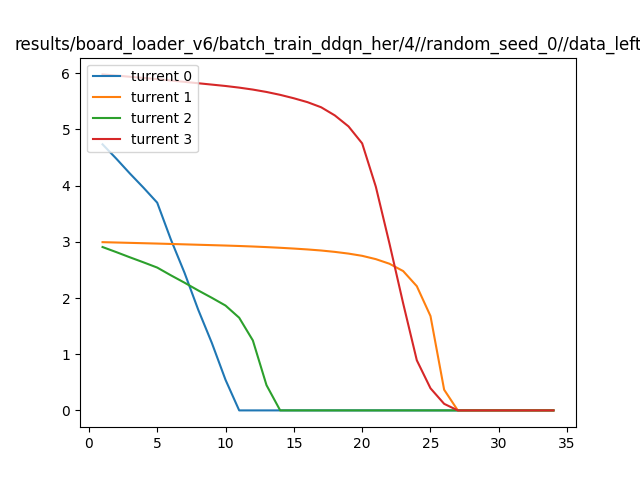 results/board_loader_v6/batch_train_ddqn_her/4//random_seed_0//data_left
turrent 0
turrent 1
turrent 2
turrent 3
6
5
4
3
2
1
0
0 5 10 15 20 25 30 35